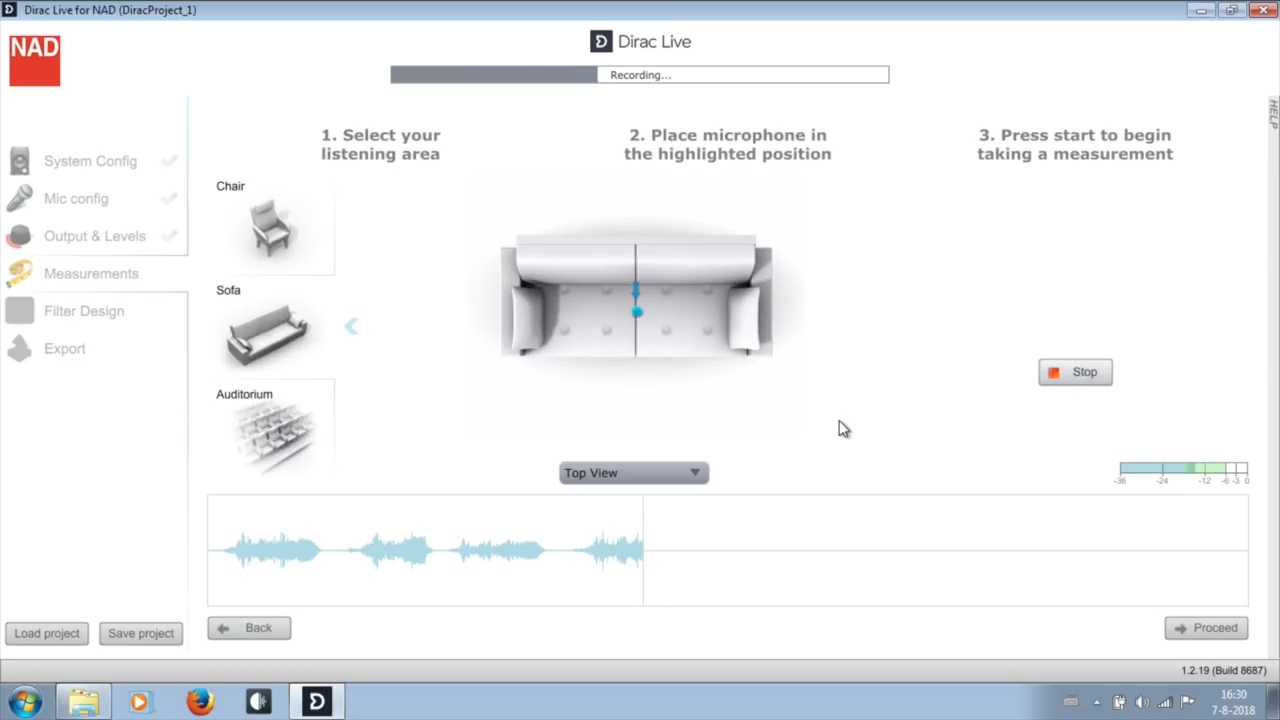 Dirac Live for NAD (DiracProject_1)
NAD
Dirac Live
Recording...
HELP
1. Select your
listening area
2. Place microphone in
the highlighted position
3. Press start to begin
taking a measurement
System Config
Mic config
Output & Levels
Measurements
Filter Design
Export
Chair
Sofa
Auditorium
Stop
Top View
-36 -24 -12 -6 -3 0
Load project
Save project
Back
Proceed
1.2.19 (Build 8687)
16:30
7-8-2018